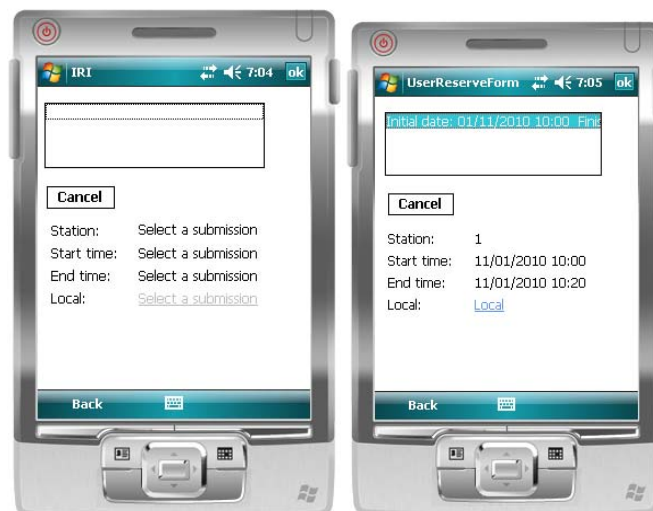 IRI 7:04 ok
Cancel
Station: Select a submission
Start time: Select a submission
End time: Select a submission
Local: Select a submission
Back
UserReserveForm 7:05 ok
Initial date: 01/11/2010 10:00 Finis
Cancel
Station: 1
Start time: 11/01/2010 10:00
End time: 11/01/2010 10:20
Local: Local
Back